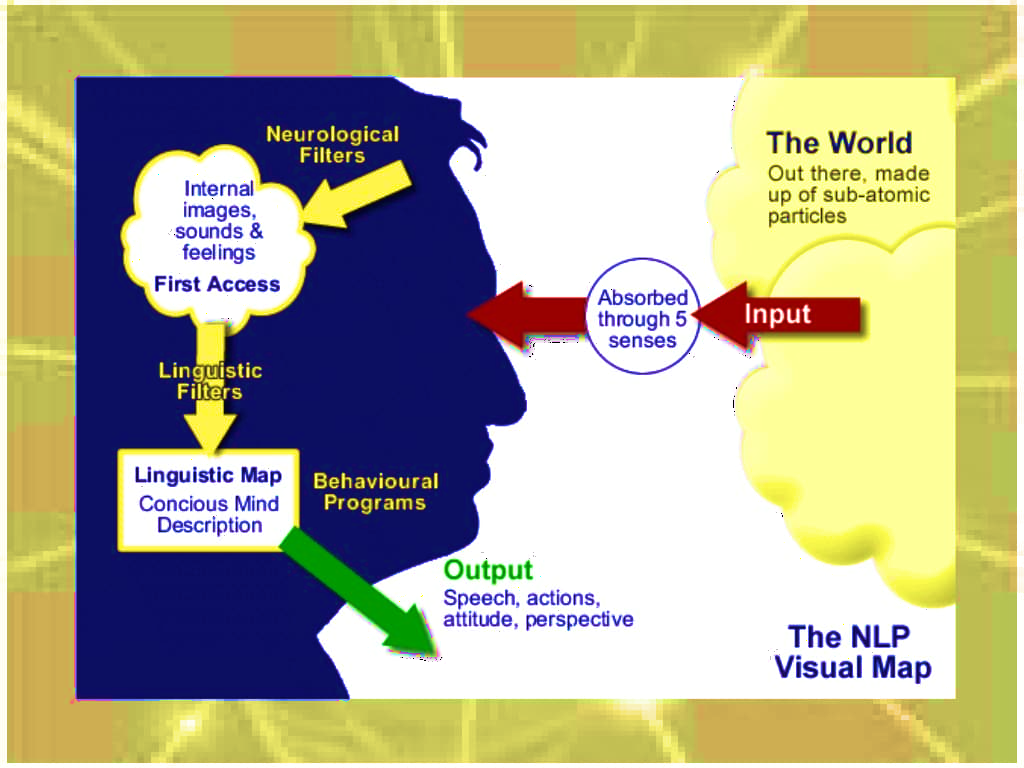 Neurological
Filters
Internal
images,
sounds &
feelings
First Access
Linguistic
Filters
Linguistic Map
Concious Mind
Description
Behavioural
Programs
The World
Out there, made
up of sub-atomic
particles
Input
Absorbed
through 5
senses
Output
Speech, actions,
attitude, perspective
The NLP
Visual Map